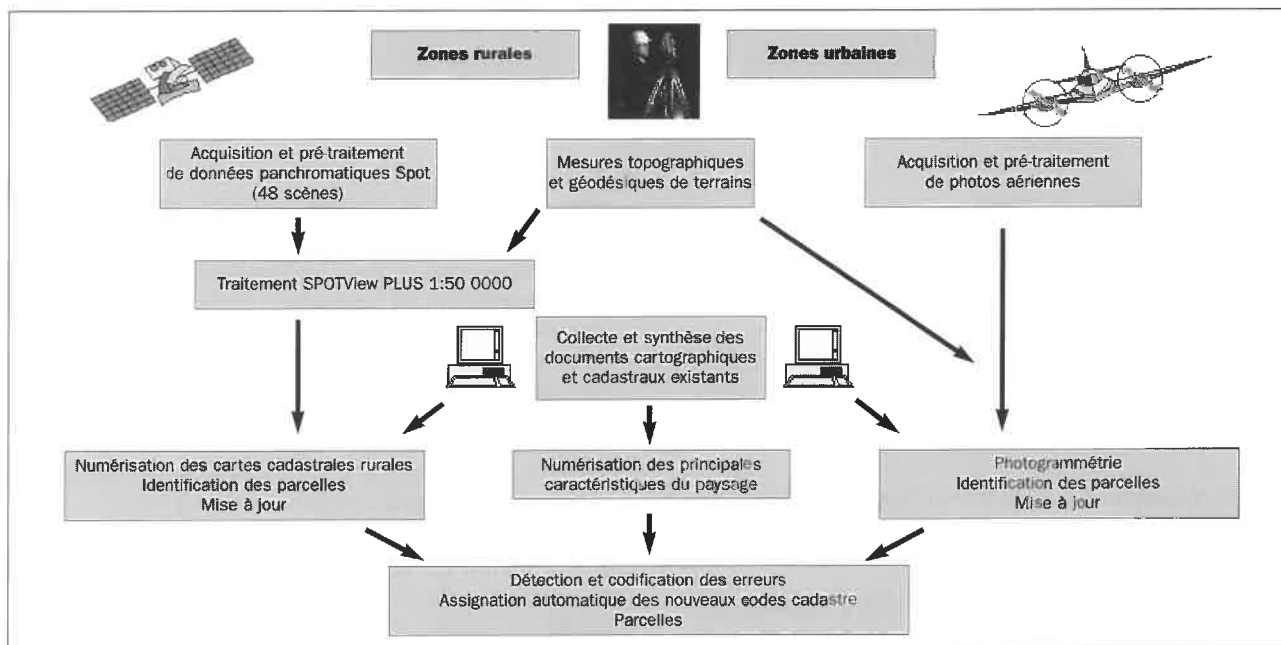 Zones rurales
Zones urbaines
Acquisition et pré-traitement
de données panchromatiques Spot
(48 scènes)
Mesures topographiques
et géodésiques de terrains
Acquisition et pré-traitement
de photos aériennes
Traitement SPOTView PLUS 1:50 0000
Collecte et synthèse des
documents cartographiques
et cadastraux existants
Numérisation des cartes cadastrales rurales
Identification des parcelles
Mise à jour
Numérisation des principales
caractéristiques du paysage
Photogrammétrie
Identification des parcelles
Mise à jour
Détection et codification des erreurs
Assignation automatique des nouveaux codes cadastre
Parcelles